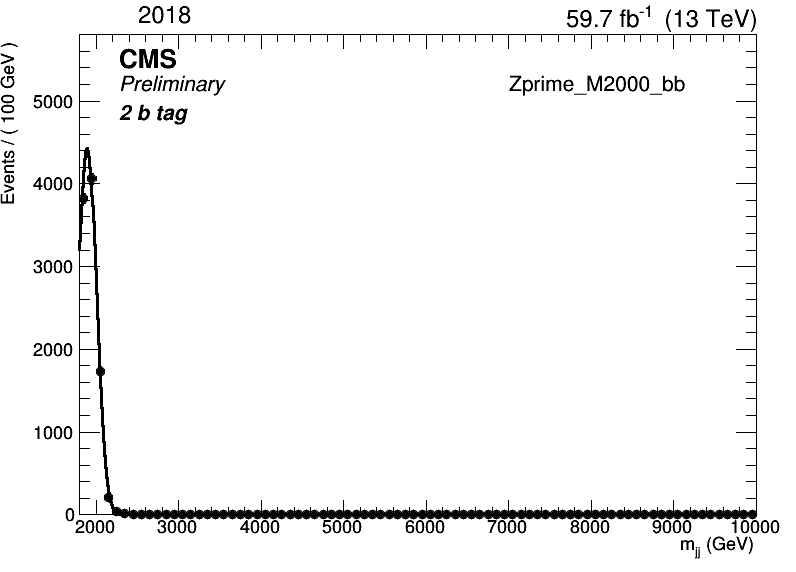 2018
59.7 fb⁻¹ (13 TeV)
CMS
Preliminary
2 b tag
Zprime_M2000_bb
Events / ( 100 GeV )
5000
4000
3000
2000
1000
0
2000 3000 4000 5000 6000 7000 8000 9000 10000
m_jj (GeV)